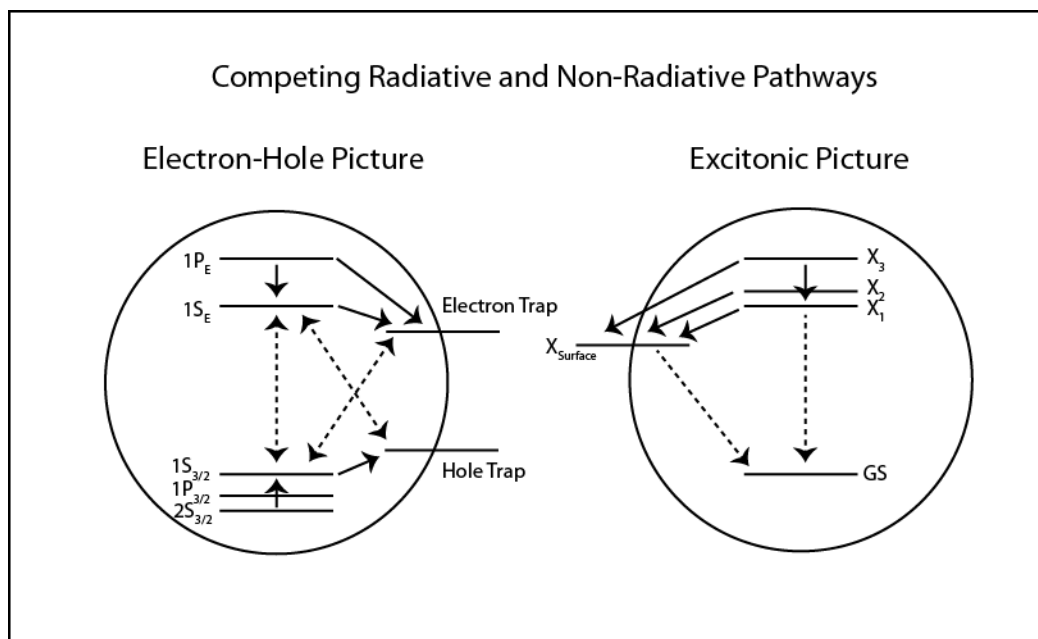 Competing Radiative and Non-Radiative Pathways
Electron-Hole Picture
Excitonic Picture
1P_E
1S_E
Electron Trap
1S_3/2
1P_3/2
2S_3/2
Hole Trap
X_3
X_2
X_1
X_Surface
GS